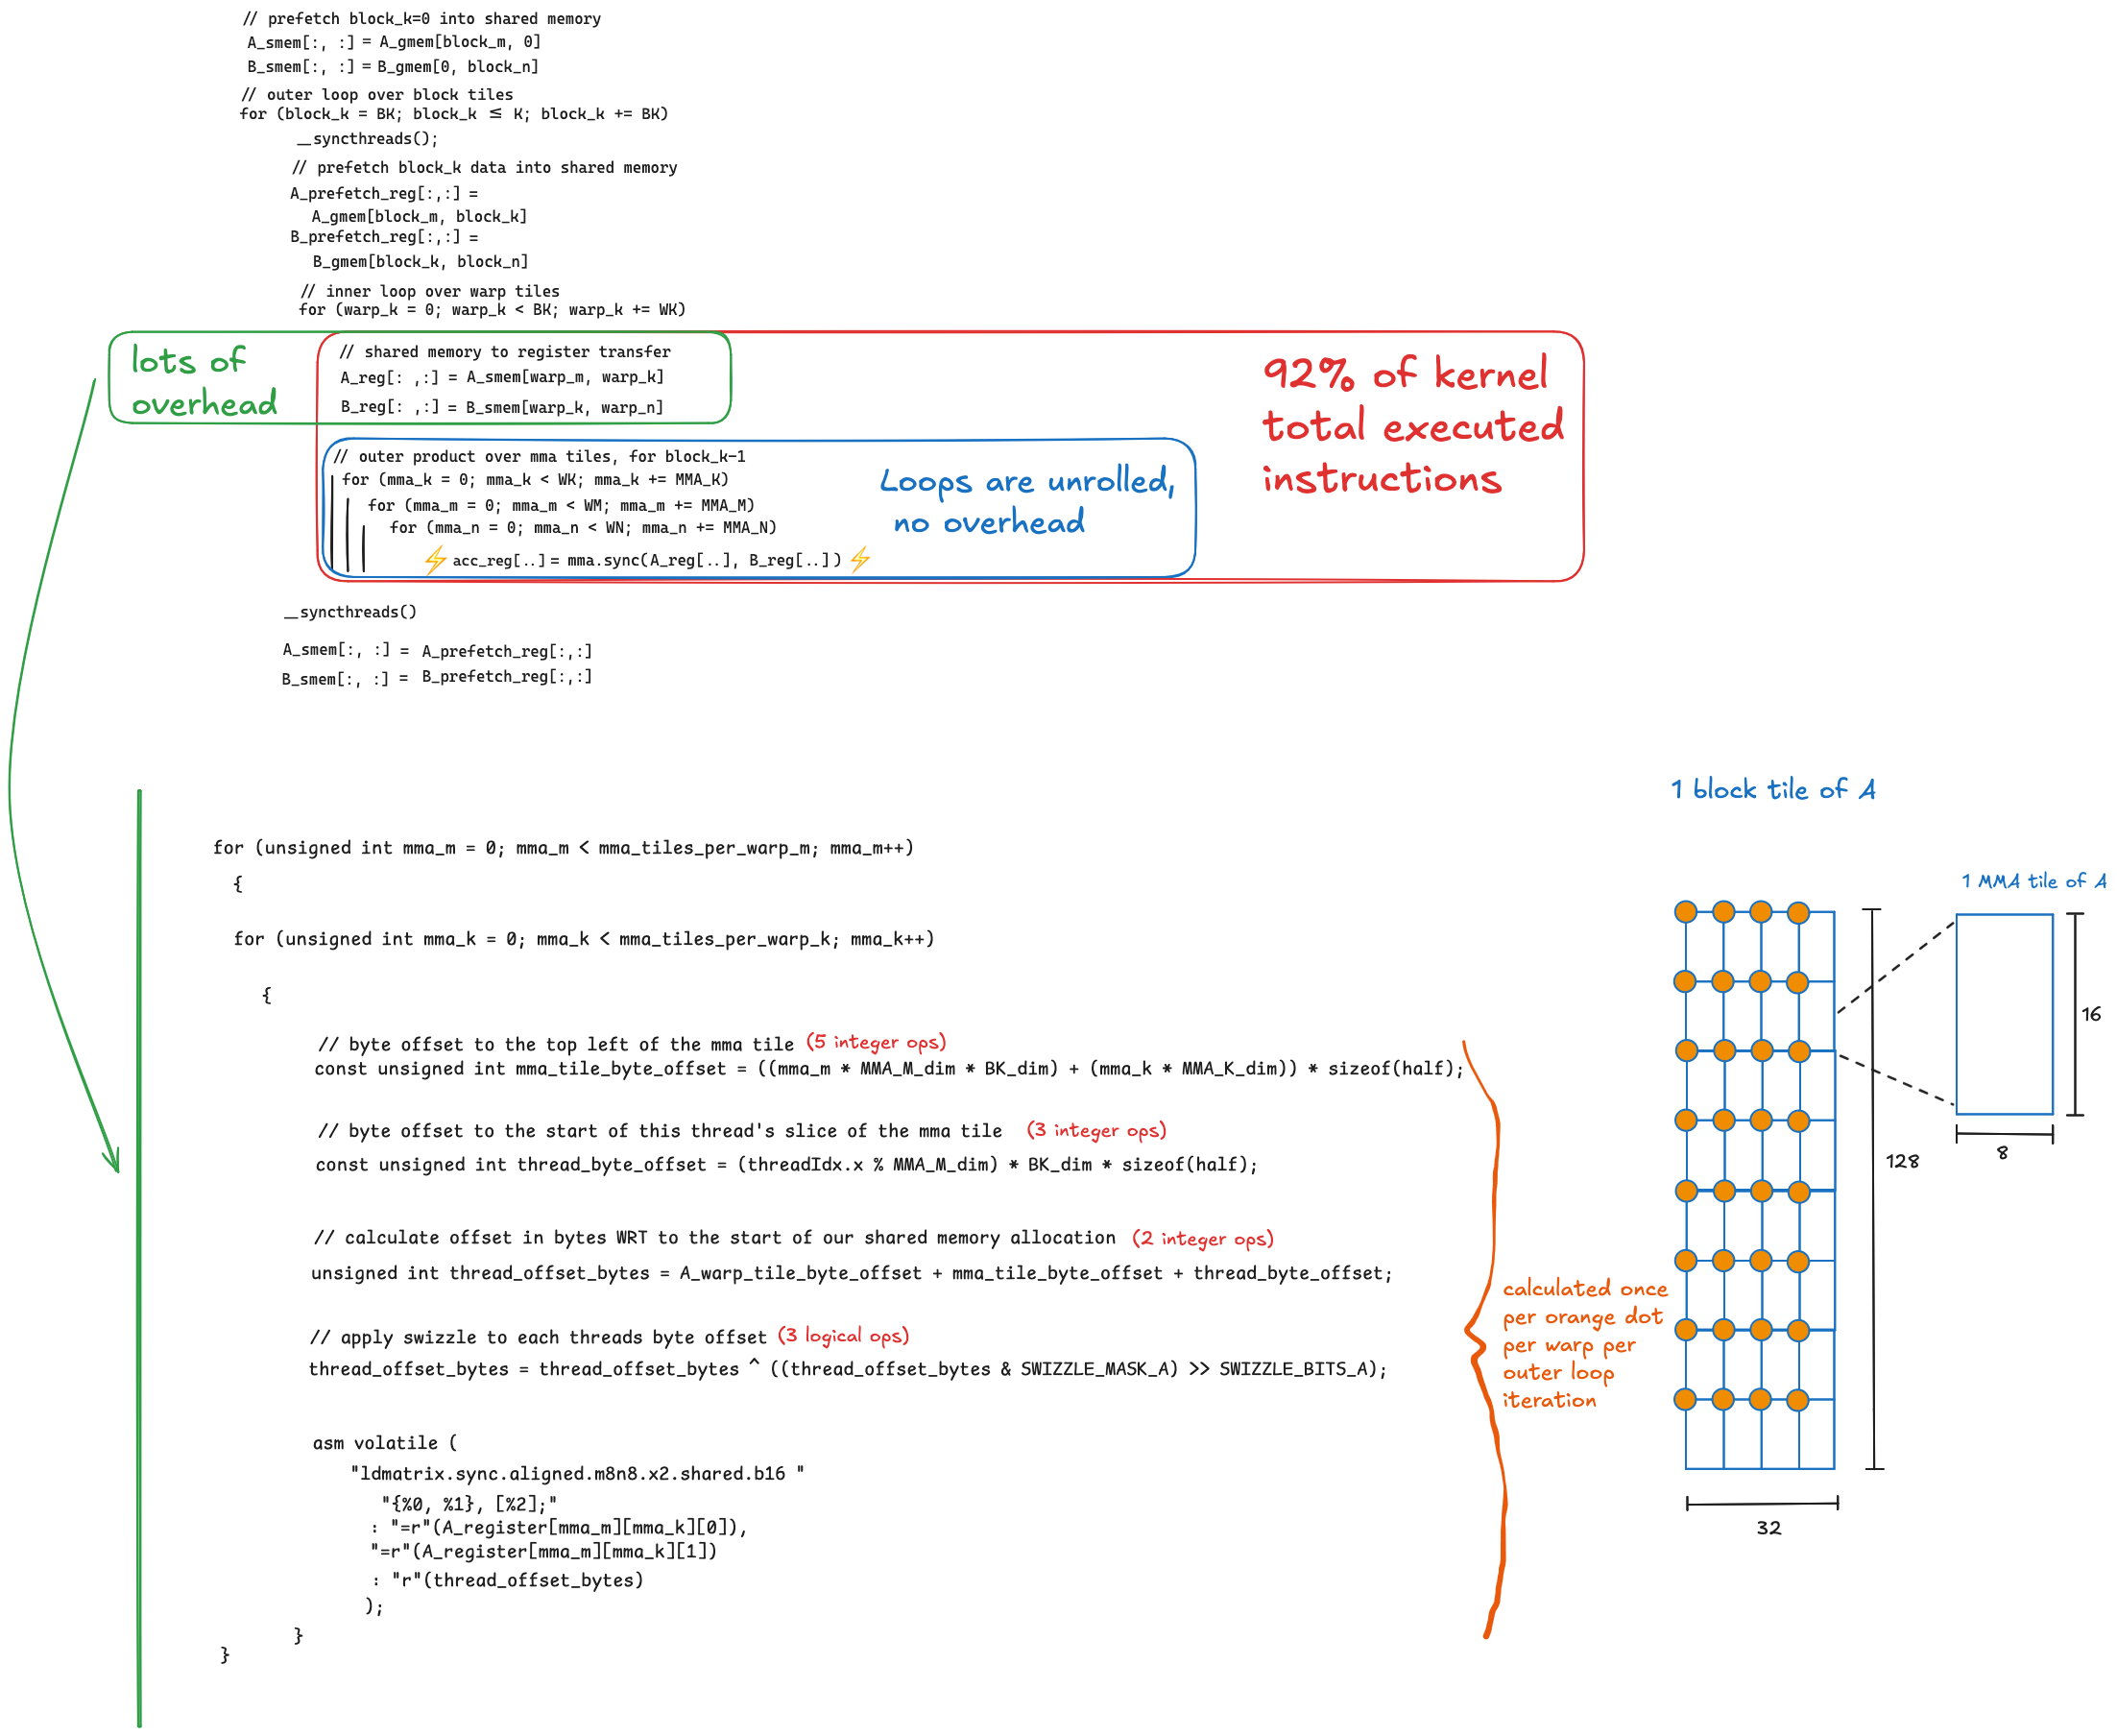 // prefetch block_k=0 into shared memory
A_smem[:, :] = A_gmem[block_m, 0]
B_smem[:, :] = B_gmem[0, block_n]
// outer loop over block tiles
for (block_k = BK; block_k ≤ K; block_k += BK)
__syncthreads();
// prefetch block_k data into shared memory
A_prefetch_reg[:,:] =
A_gmem[block_m, block_k]
B_prefetch_reg[:,:] =
B_gmem[block_k, block_n]
// inner loop over warp tiles
for (warp_k = 0; warp_k < BK; warp_k += WK)
lots of
overhead
// shared memory to register transfer
A_reg[: ,:] = A_smem[warp_m, warp_k]
B_reg[: ,:] = B_smem[warp_k, warp_n]
92% of kernel
total executed
instructions
// outer product over mma tiles, for block_k-1
for (mma_k = 0; mma_k < WK; mma_k += MMA_K)
for (mma_m = 0; mma_m < WM; mma_m += MMA_M)
for (mma_n = 0; mma_n < WN; mma_n += MMA_N)
⚡ acc_reg[..] = mma.sync(A_reg[..], B_reg[..]) ⚡
Loops are unrolled,
no overhead
__syncthreads()
A_smem[:, :] = A_prefetch_reg[:,:]
B_smem[:, :] = B_prefetch_reg[:,:]
for (unsigned int mma_m = 0; mma_m < mma_tiles_per_warp_m; mma_m++)
{
for (unsigned int mma_k = 0; mma_k < mma_tiles_per_warp_k; mma_k++)
{
// byte offset to the top left of the mma tile (5 integer ops)
const unsigned int mma_tile_byte_offset = ((mma_m * MMA_M_dim * BK_dim) + (mma_k * MMA_K_dim)) * sizeof(half);
// byte offset to the start of this thread's slice of the mma tile (3 integer ops)
const unsigned int thread_byte_offset = (threadIdx.x % MMA_M_dim) * BK_dim * sizeof(half);
// calculate offset in bytes WRT to the start of our shared memory allocation (2 integer ops)
unsigned int thread_offset_bytes = A_warp_tile_byte_offset + mma_tile_byte_offset + thread_byte_offset;
// apply swizzle to each threads byte offset (3 logical ops)
thread_offset_bytes = thread_offset_bytes ^ ((thread_offset_bytes & SWIZZLE_MASK_A) >> SWIZZLE_BITS_A);
asm volatile (
"ldmatrix.sync.aligned.m8n8.x2.shared.b16 "
"{%0, %1}, [%2];"
: "=r"(A_register[mma_m][mma_k][0]),
"=r"(A_register[mma_m][mma_k][1])
: "r"(thread_offset_bytes)
);
}
}
calculated once
per orange dot
per warp per
outer loop
iteration
1 block tile of A
1 MMA tile of A
16
8
128
32